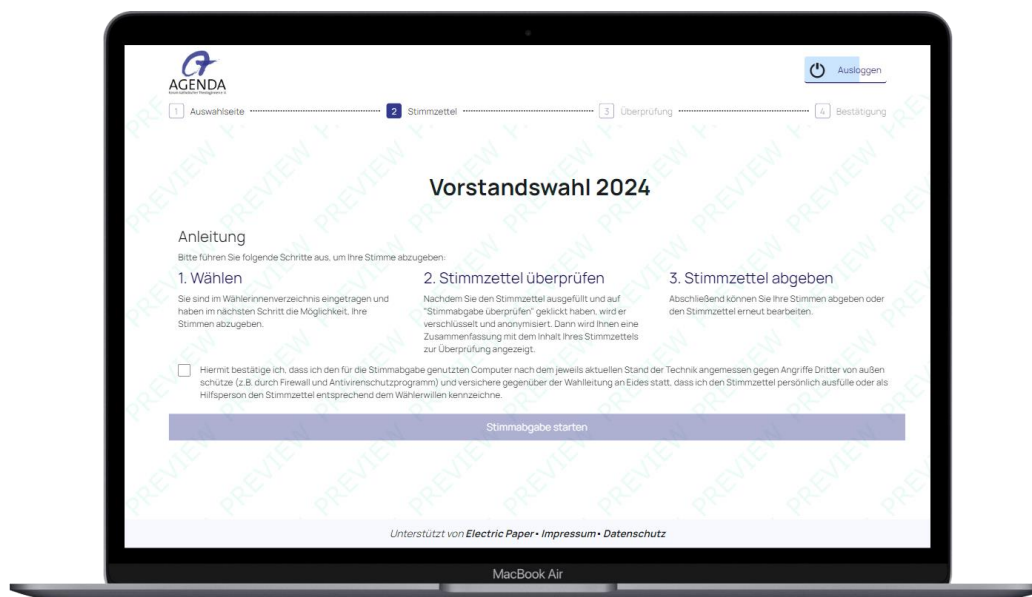 AGENDA
Ausloggen
1 Auswahlseite
2 Stimmzettel
3 Überprüfung
4 Bestätigung
Vorstandswahl 2024
Anleitung
Bitte führen Sie folgende Schritte aus, um Ihre Stimme abzugeben:
1. Wählen
Sie sind im Wählerinnenverzeichnis eingetragen und
haben im nächsten Schritt die Möglichkeit, Ihre
Stimmen abzugeben.
2. Stimmzettel überprüfen
Nachdem Sie den Stimmzettel ausgefüllt und auf
"Stimmabgabe überprüfen" geklickt haben, wird er
verschlüsselt und anonymisiert. Dann wird Ihnen eine
Zusammenfassung mit dem Inhalt Ihres Stimmzettels
zur Überprüfung angezeigt.
3. Stimmzettel abgeben
Abschließend können Sie Ihre Stimmen abgeben oder
den Stimmzettel erneut bearbeiten.
Hiermit bestätige ich, dass ich den für die Stimmabgabe genutzten Computer nach dem jeweils aktuellen Stand der Technik angemessen gegen Angriffe Dritter von außen
schütze (z.B. durch Firewall und Antivirenschutzprogramm) und versichere gegenüber der Wahlleitung an Eides statt, dass ich den Stimmzettel persönlich ausfülle oder als
Hilfsperson den Stimmzettel entsprechend dem Wählerwillen kennzeichne.
Stimmabgabe starten
PREVIEW
Unterstützt von Electric Paper • Impressum • Datenschutz
MacBook Air